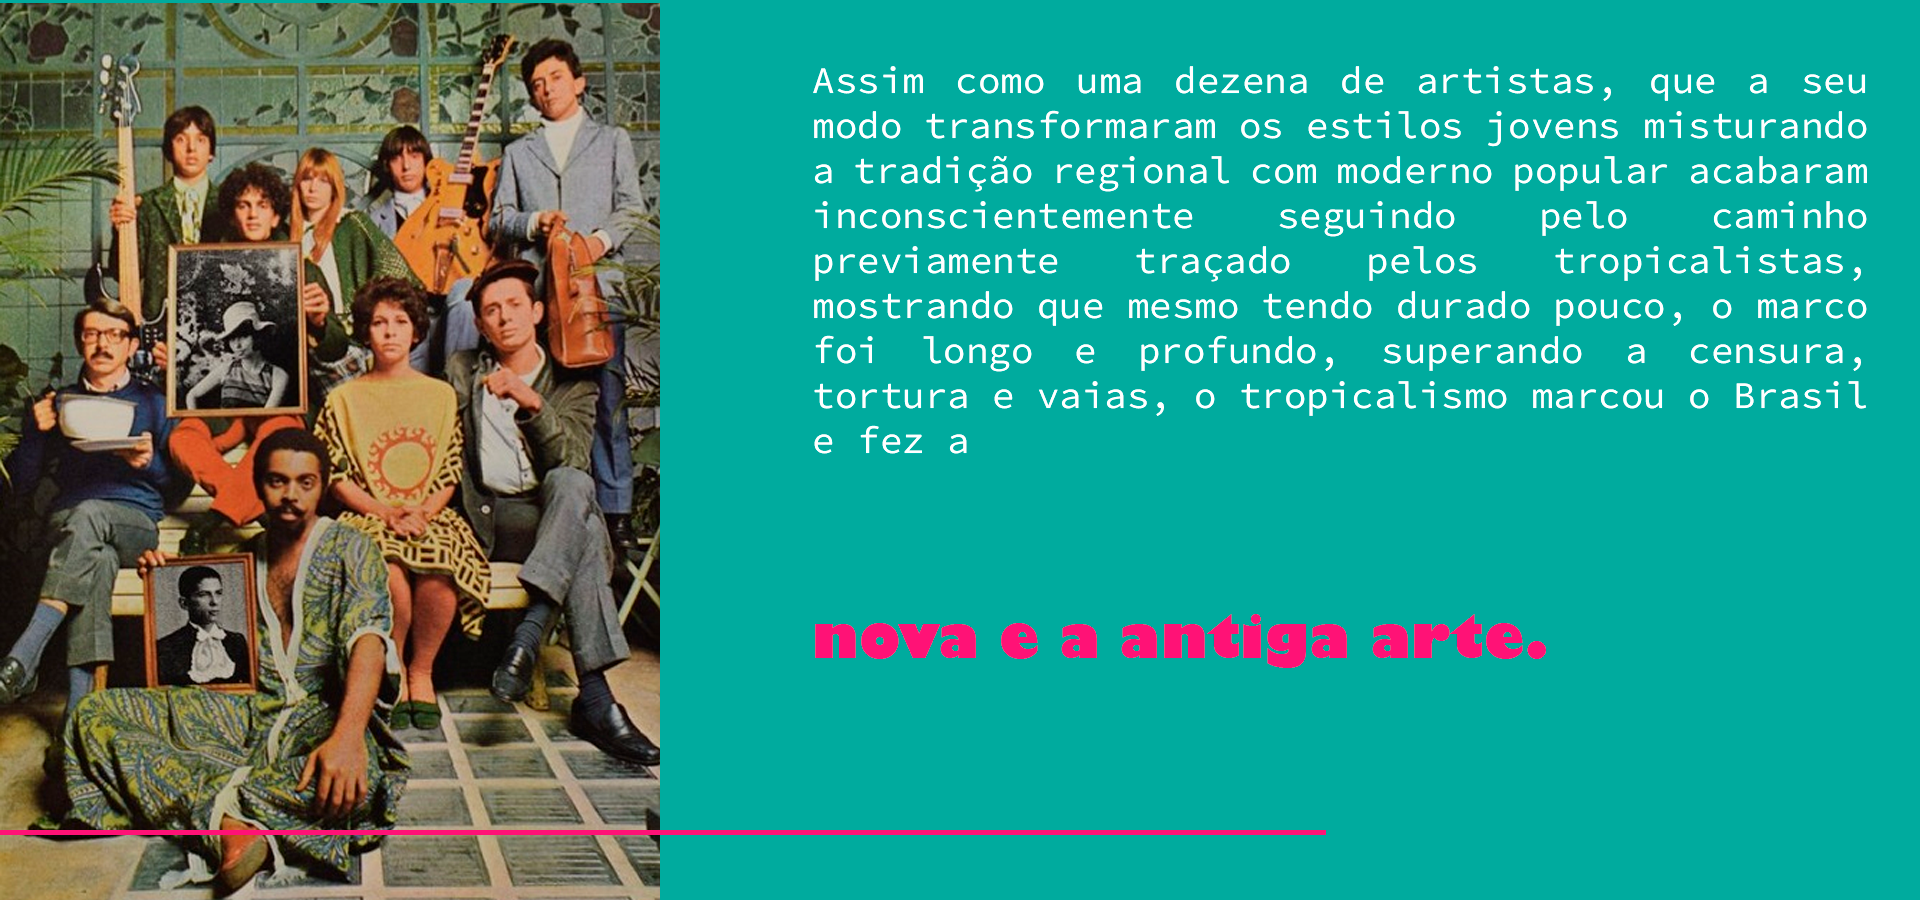 Assim como uma dezena de artistas, que a seu
modo transformaram os estilos jovens misturando
a tradição regional com moderno popular acabaram
inconscientemente seguindo pelo caminho
previamente traçado pelos tropicalistas,
mostrando que mesmo tendo durado pouco, o marco
foi longo e profundo, superando a censura,
tortura e vaias, o tropicalismo marcou o Brasil
e fez a
nova e a antiga arte.